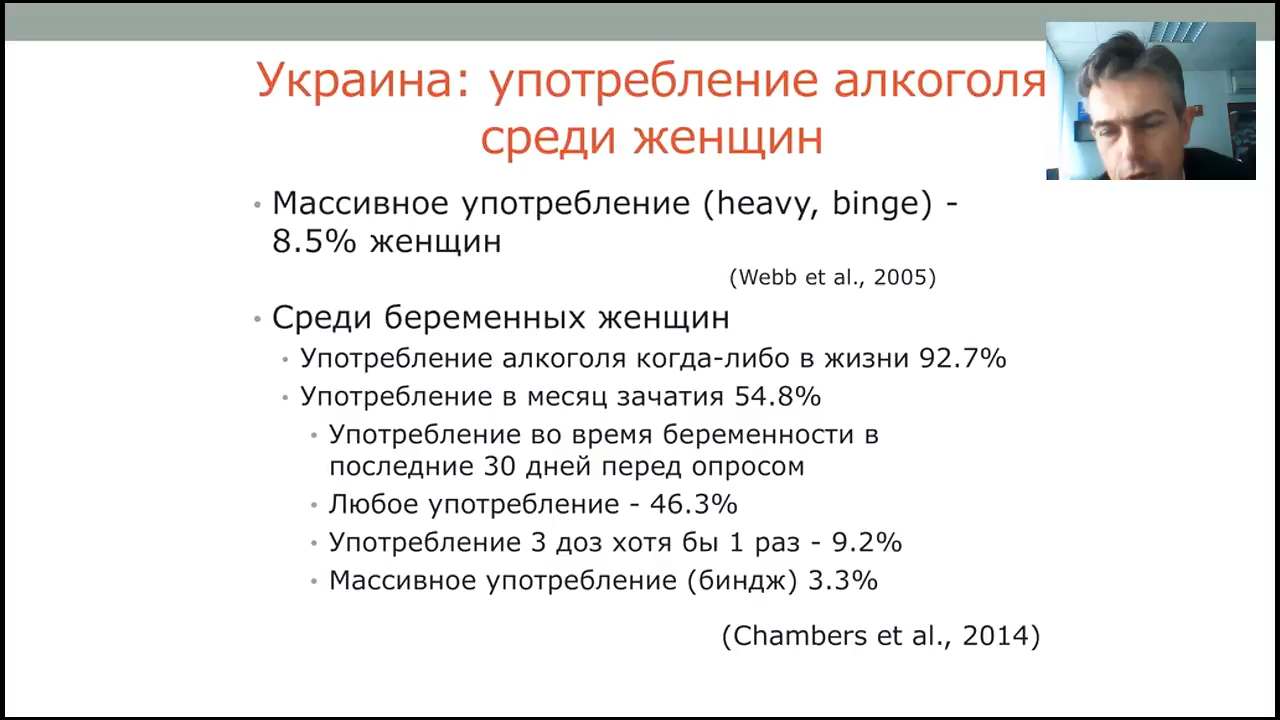 Украина: употребление алкоголя
среди женщин
• Массивное употребление (heavy, binge) -
8.5% женщин
(Webb et al., 2005)
• Среди беременных женщин
• Употребление алкоголя когда-либо в жизни 92.7%
• Употребление в месяц зачатия 54.8%
• Употребление во время беременности в
последние 30 дней перед опросом
• Любое употребление - 46.3%
• Употребление 3 доз хотя бы 1 раз - 9.2%
• Массивное употребление (биндж) 3.3%
(Chambers et al., 2014)